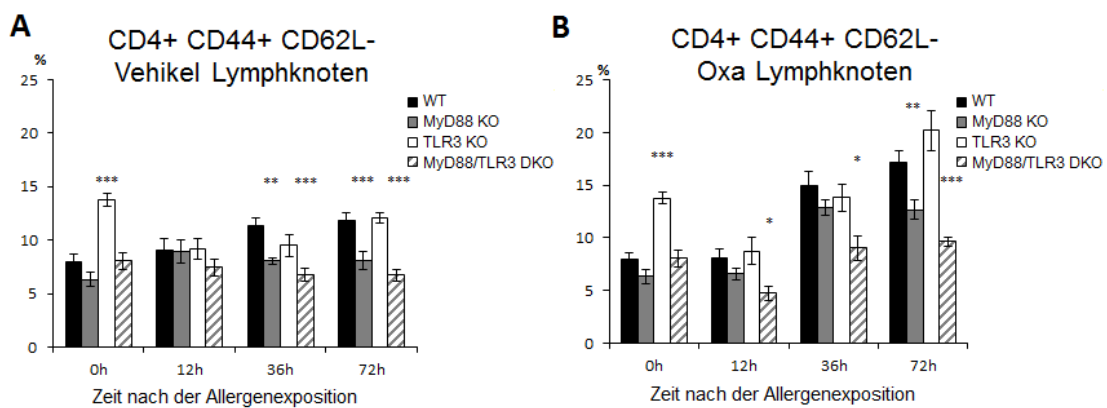 A
CD4+ CD44+ CD62L-
Vehikel Lymphknoten
%
25
20
15
10
5
0
WT
MyD88 KO
TLR3 KO
MyD88/TLR3 DKO
***
**
***
***
***
0h
12h
36h
72h
Zeit nach der Allergenexposition
B
CD4+ CD44+ CD62L-
Oxa Lymphknoten
%
25
20
15
10
5
0
WT
MyD88 KO
TLR3 KO
MyD88/TLR3 DKO
***
*
*
**
***
0h
12h
36h
72h
Zeit nach der Allergenexposition